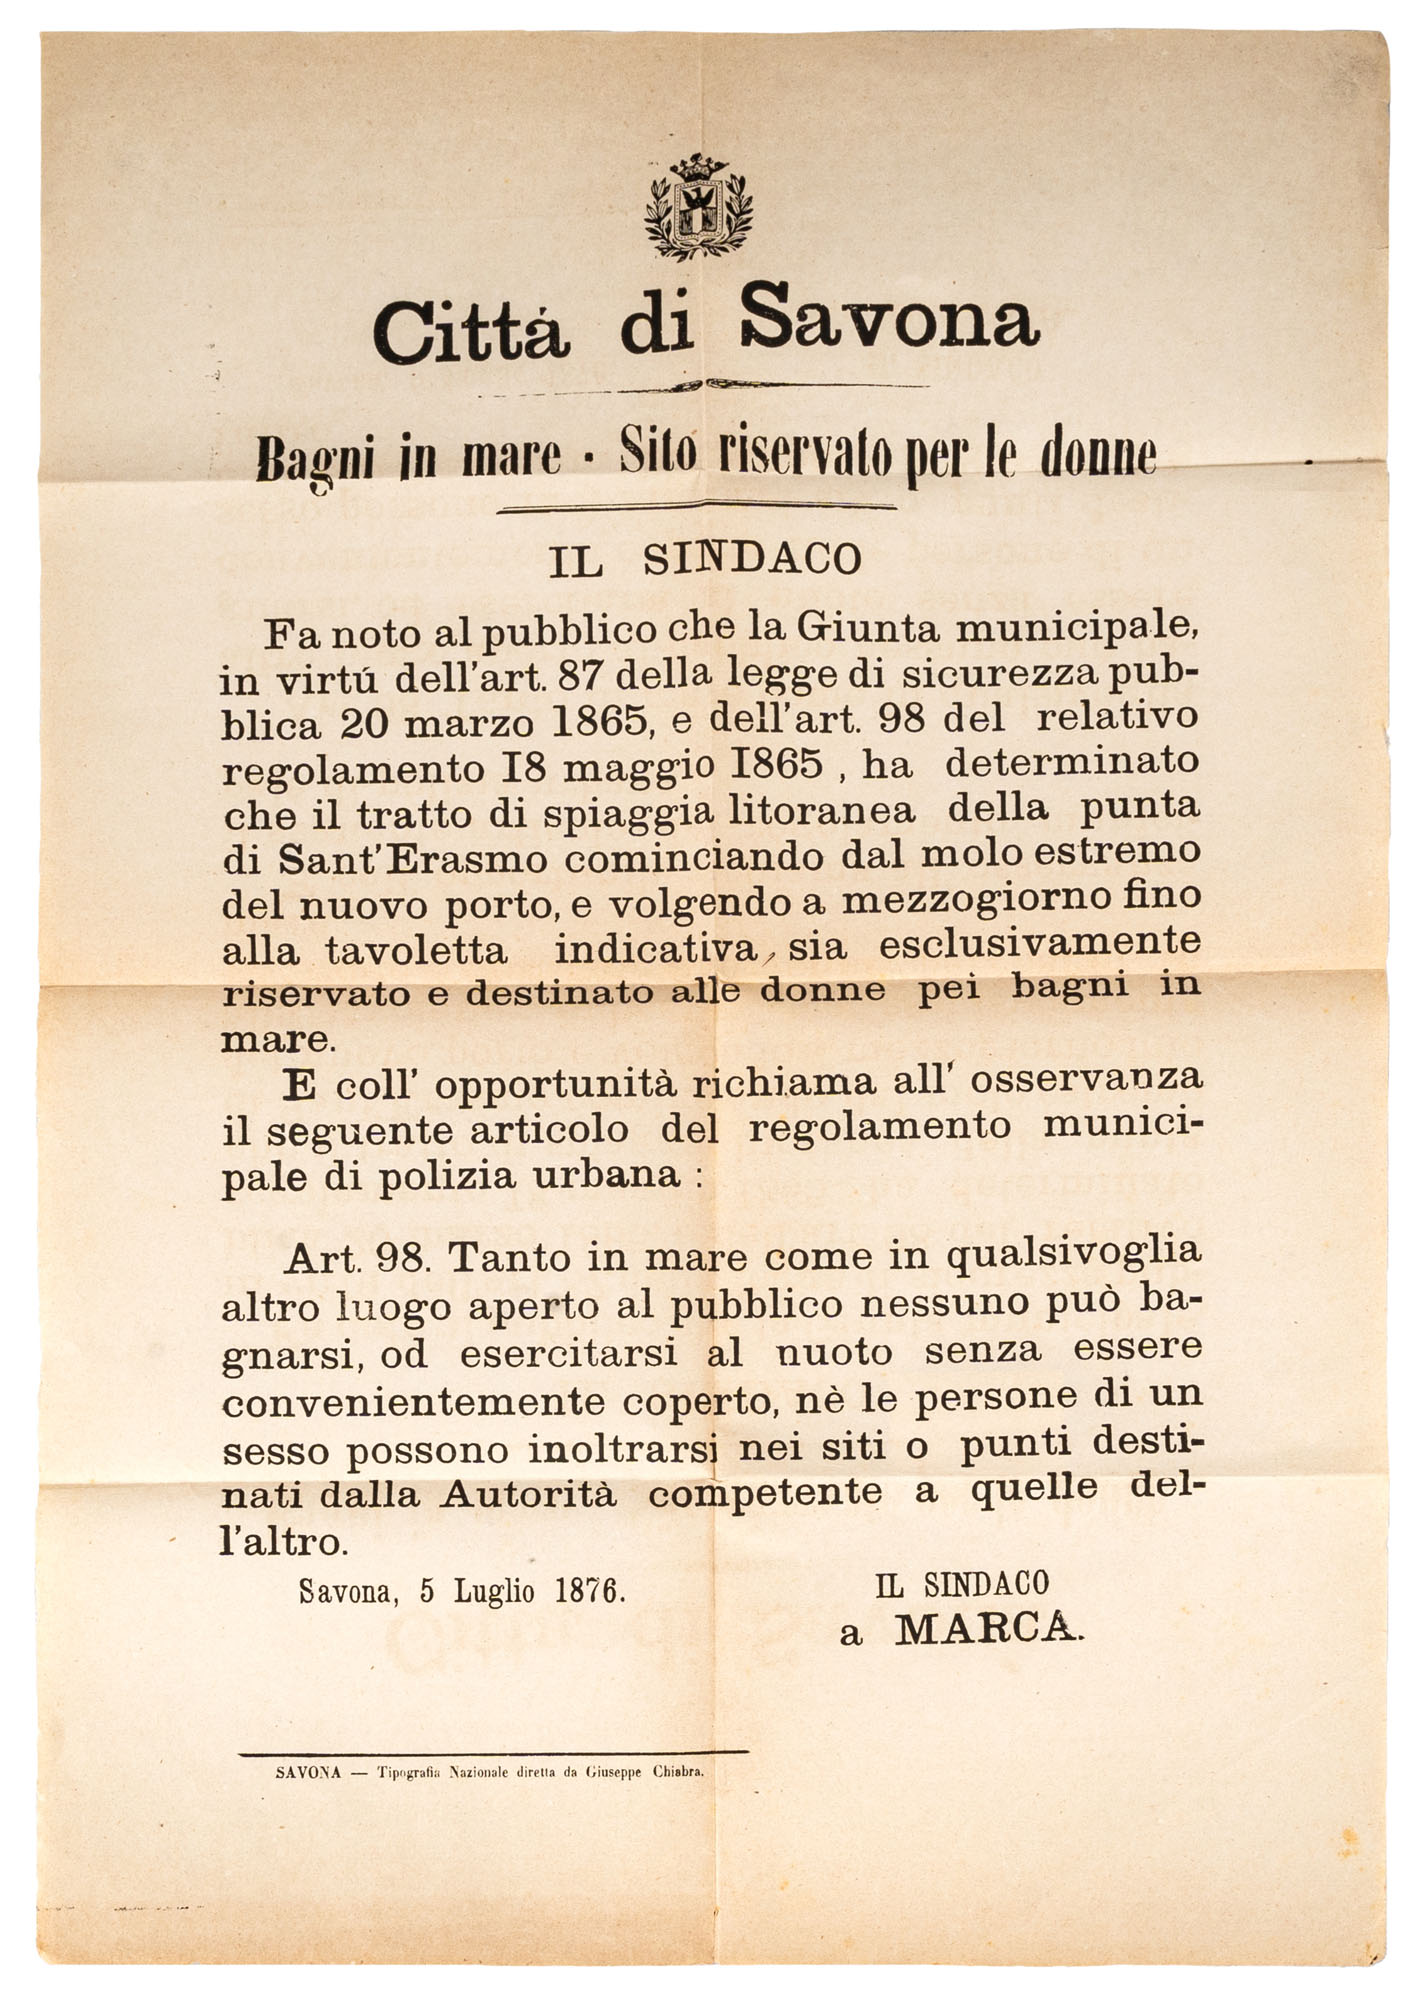 Cittá di Savona
Bagni in mare · Sito riservato per le donne
IL SINDACO
Fa noto al pubblico che la Giunta municipale,
in virtú dell'art. 87 della legge di sicurezza pub-
blica 20 marzo 1865, e dell'art. 98 del relativo
regolamento 18 maggio 1865, ha determinato
che il tratto di spiaggia litoranea della punta
di Sant'Erasmo cominciando dal molo estremo
del nuovo porto, e volgendo a mezzogiorno fino
alla tavoletta indicativa, sia esclusivamente
riservato e destinato alle donne pei bagni in
mare.
E coll' opportunità richiama all' osservanza
il seguente articolo del regolamento munici-
pale di polizia urbana :
Art. 98. Tanto in mare come in qualsivoglia
altro luogo aperto al pubblico nessuno può ba-
gnarsi, od esercitarsi al nuoto senza essere
convenientemente coperto, nè le persone di un
sesso possono inoltrarsi nei siti o punti desti-
nati dalla Autorità competente a quelle del-
l'altro.
Savona, 5 Luglio 1876.
IL SINDACO
a MARCA.
SAVONA — Tipografia Nazionale diretta da Giuseppe Chiabra.